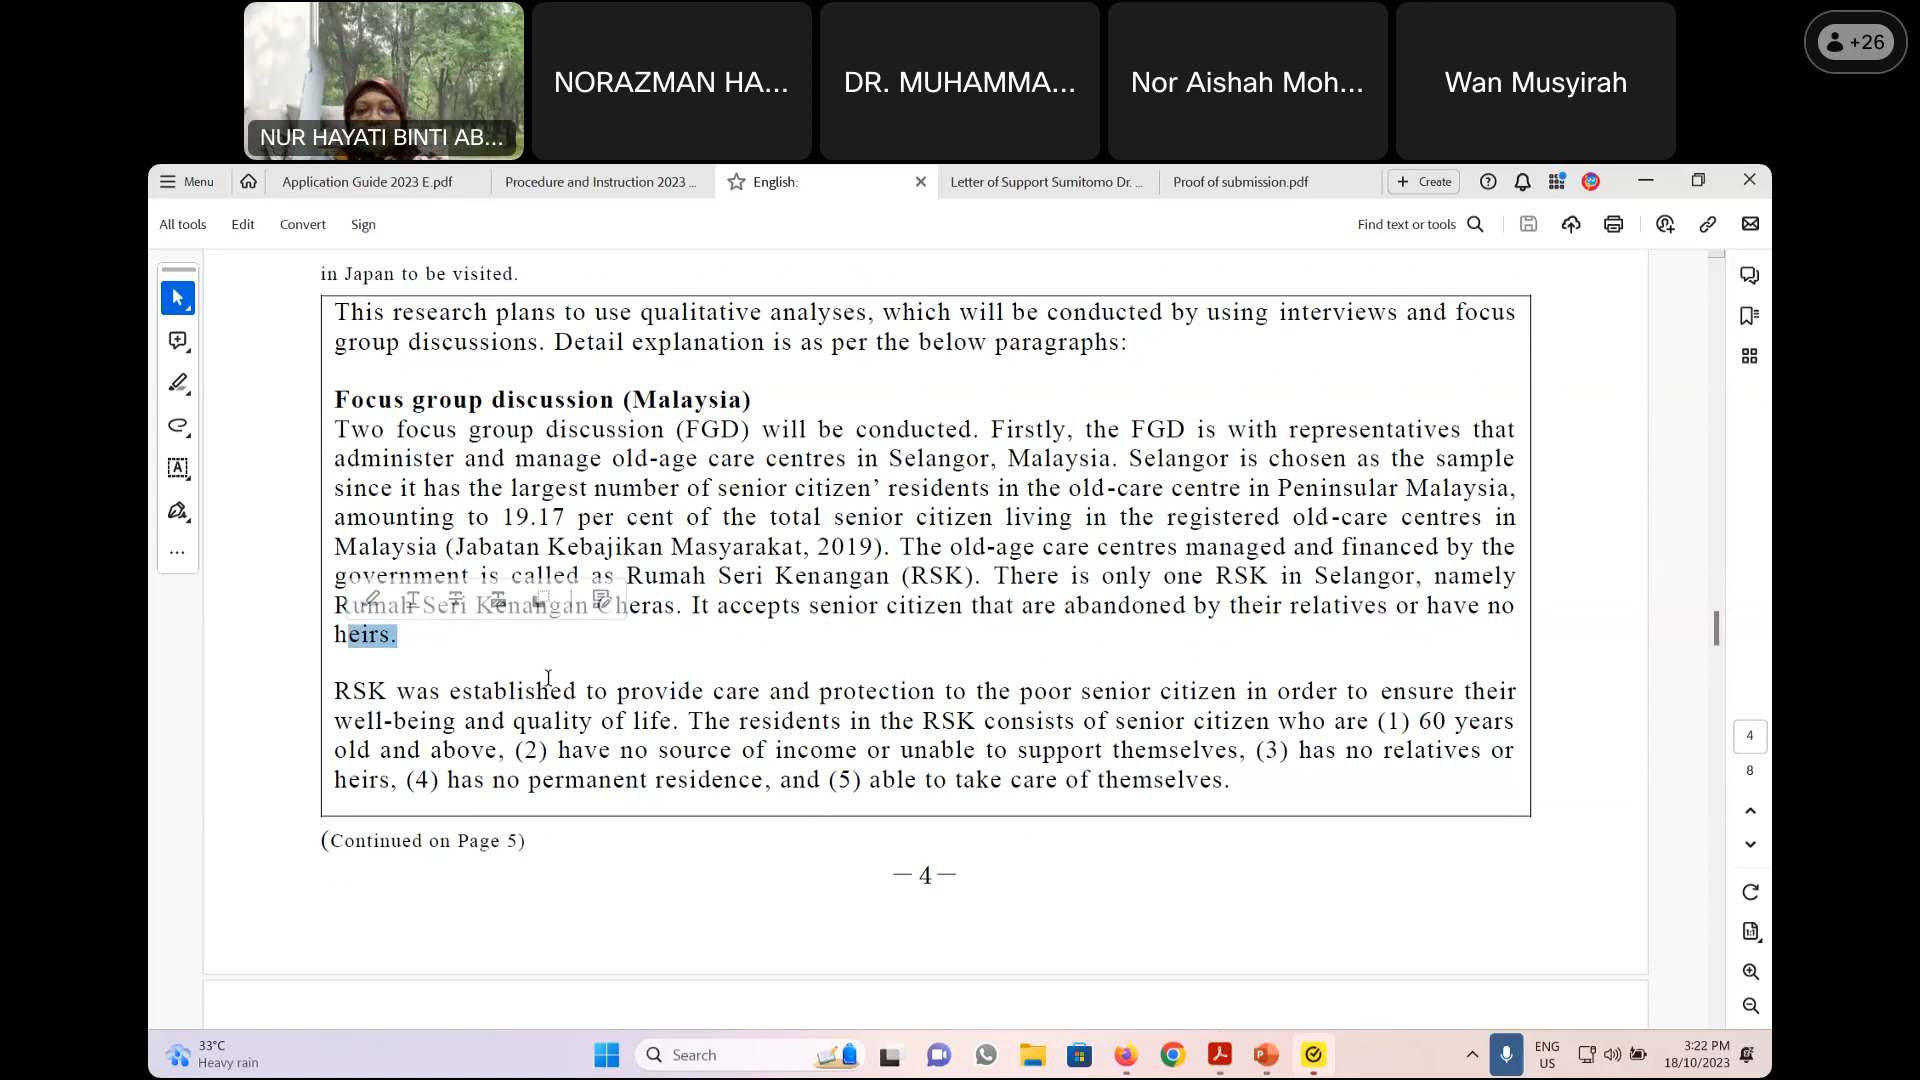 NUR HAYATI BINTI AB...
NORAZMAN HA...
DR. MUHAMMA...
Nor Aishah Moh...
Wan Musyirah
+26
Menu
Application Guide 2023 E.pdf
Procedure and Instruction 2023 ...
English:
Letter of Support Sumitomo Dr. ...
Proof of submission.pdf
Create
All tools
Edit
Convert
Sign
Find text or tools
in Japan to be visited.
This research plans to use qualitative analyses, which will be conducted by using interviews and focus
group discussions. Detail explanation is as per the below paragraphs:
Focus group discussion (Malaysia)
Two focus group discussion (FGD) will be conducted. Firstly, the FGD is with representatives that
administer and manage old-age care centres in Selangor, Malaysia. Selangor is chosen as the sample
since it has the largest number of senior citizen’ residents in the old-care centre in Peninsular Malaysia,
amounting to 19.17 per cent of the total senior citizen living in the registered old-care centres in
Malaysia (Jabatan Kebajikan Masyarakat, 2019). The old-age care centres managed and financed by the
government is called as Rumah Seri Kenangan (RSK). There is only one RSK in Selangor, namely
Rumah Seri Kenangan Cheras. It accepts senior citizen that are abandoned by their relatives or have no
heirs.
RSK was established to provide care and protection to the poor senior citizen in order to ensure their
well-being and quality of life. The residents in the RSK consists of senior citizen who are (1) 60 years
old and above, (2) have no source of income or unable to support themselves, (3) has no relatives or
heirs, (4) has no permanent residence, and (5) able to take care of themselves.
(Continued on Page 5)
— 4 —
4
8
33°C
Heavy rain
Search
ENG
US
3:22 PM
18/10/2023